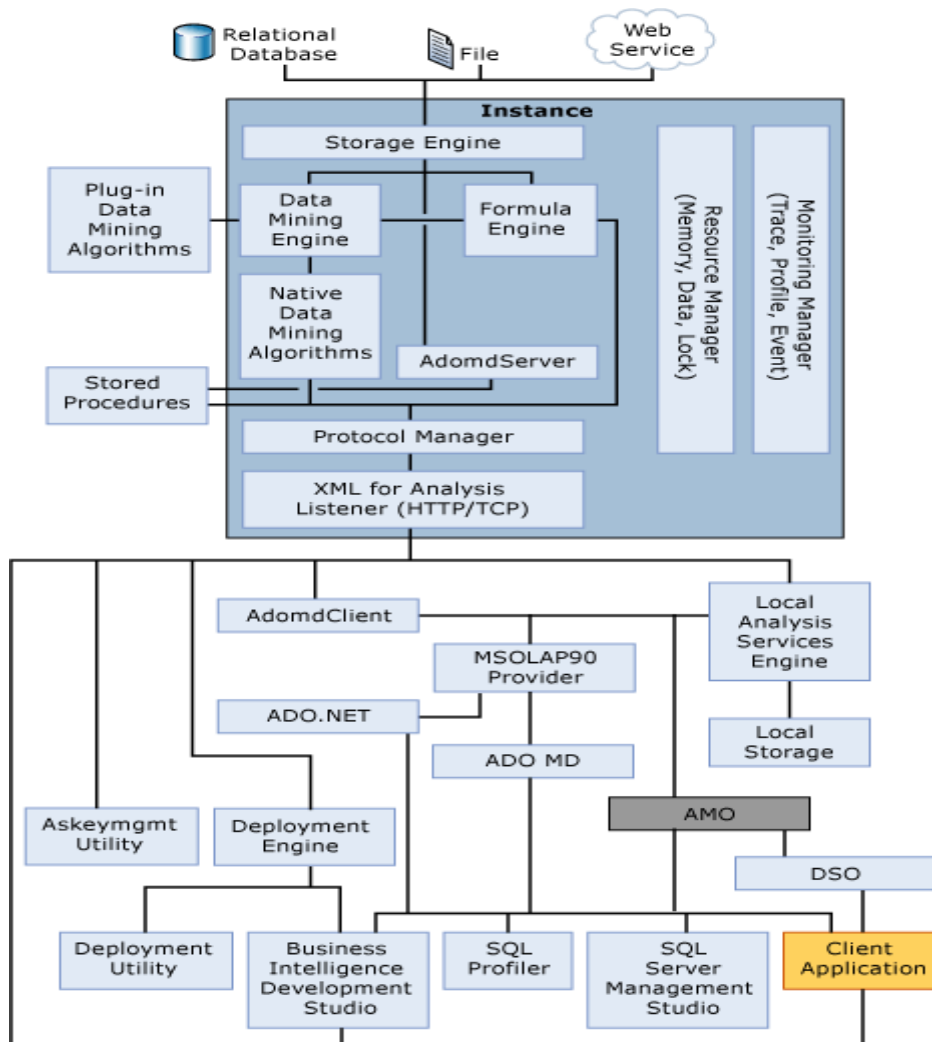 Relational
Database
File
Web
Service
Instance
Storage Engine
Plug-in
Data
Mining
Algorithms
Data
Mining
Engine
Formula
Engine
Resource Manager
(Memory, Data, Lock)
Monitoring Manager
(Trace, Profile, Event)
Native
Data
Mining
Algorithms
AdomdServer
Stored
Procedures
Protocol Manager
XML for Analysis
Listener (HTTP/TCP)
AdomdClient
Local
Analysis
Services
Engine
MSOLAP90
Provider
ADO.NET
Local
Storage
ADO MD
Askeymgmt
Utility
Deployment
Engine
AMO
DSO
Deployment
Utility
Business
Intelligence
Development
Studio
SQL
Profiler
SQL
Server
Management
Studio
Client
Application